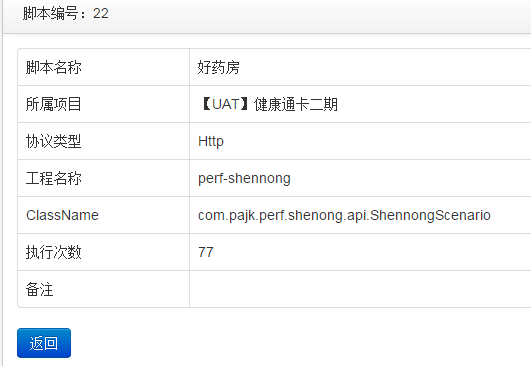 脚本编号：22
脚本名称 好药房
所属项目 【UAT】健康通卡二期
协议类型 Http
工程名称 perf-shennong
ClassName com.pajk.perf.shenong.api.ShennongScenario
执行次数 77
备注
返回